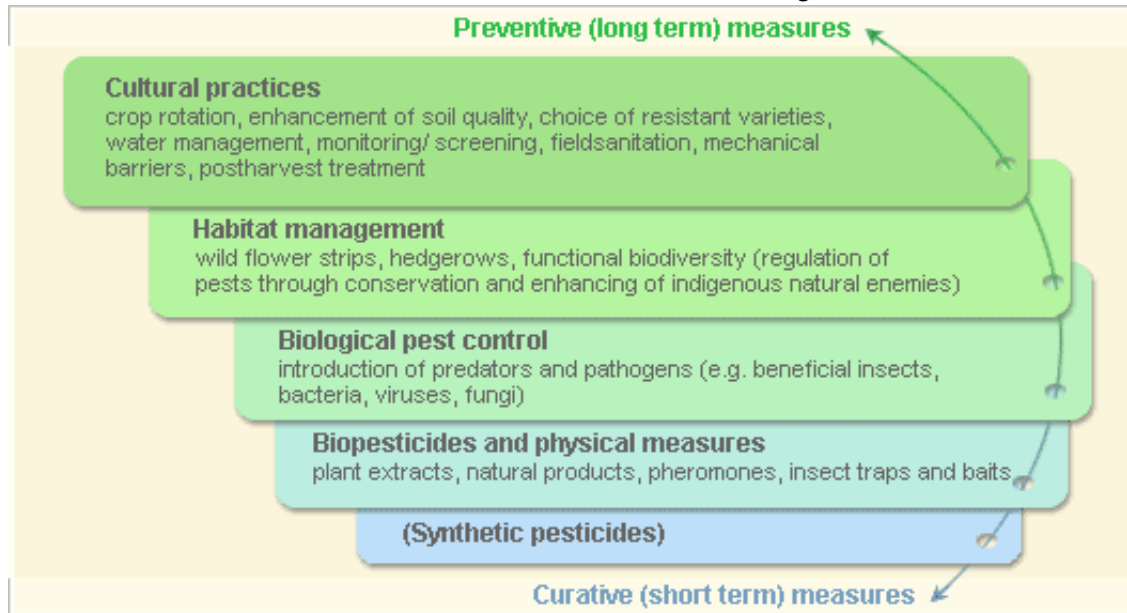 Preventive (long term) measures
Cultural practices
crop rotation, enhancement of soil quality, choice of resistant varieties,
water management, monitoring/ screening, fieldsanitation, mechanical
barriers, postharvest treatment
Habitat management
wild flower strips, hedgerows, functional biodiversity (regulation of
pests through conservation and enhancing of indigenous natural enemies)
Biological pest control
introduction of predators and pathogens (e.g. beneficial insects,
bacteria, viruses, fungi)
Biopesticides and physical measures
plant extracts, natural products, pheromones, insect traps and baits
(Synthetic pesticides)
Curative (short term) measures